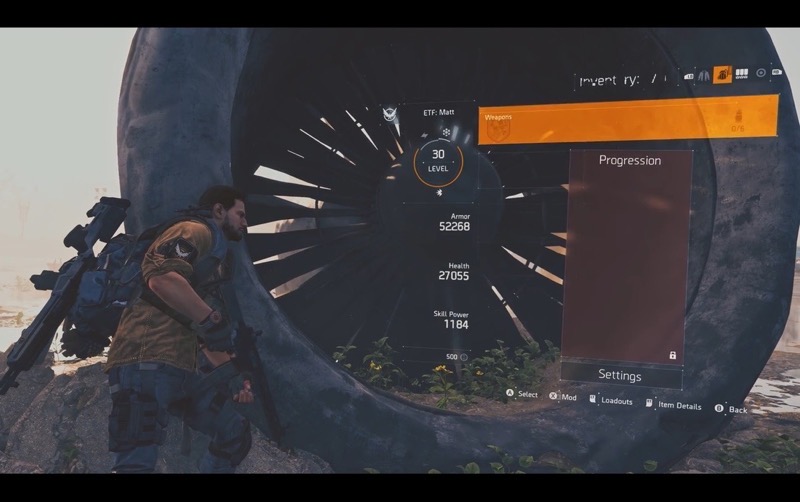 ETF: Matt
Weapons
0/6
30
LEVEL
Progression
Armor
52268
Health
27055
Skill Power
1184
500
Settings
A Select
X Mod
Loadouts
Item Details
B Back